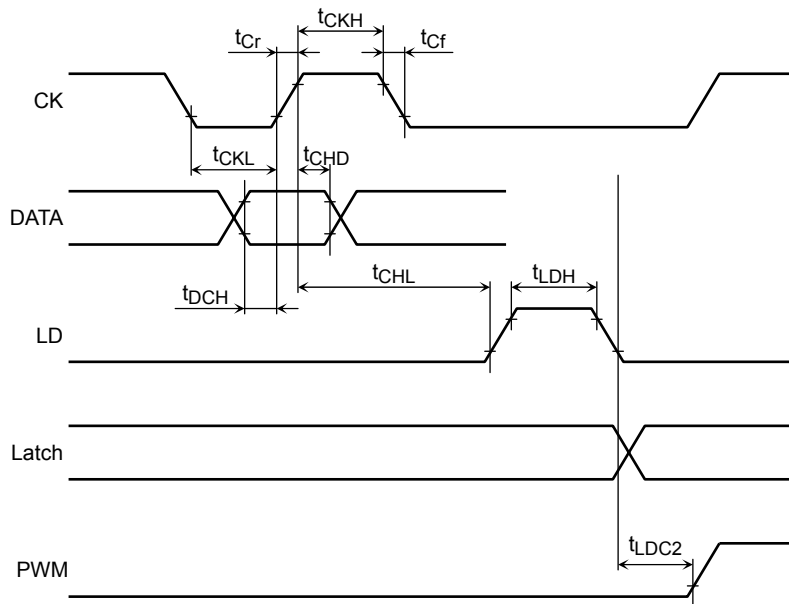 tCKH
tCr
tCf
CK
tCKL
tCHD
DATA
tCHL
tLDH
tDCH
LD
Latch
tLDC2
PWM